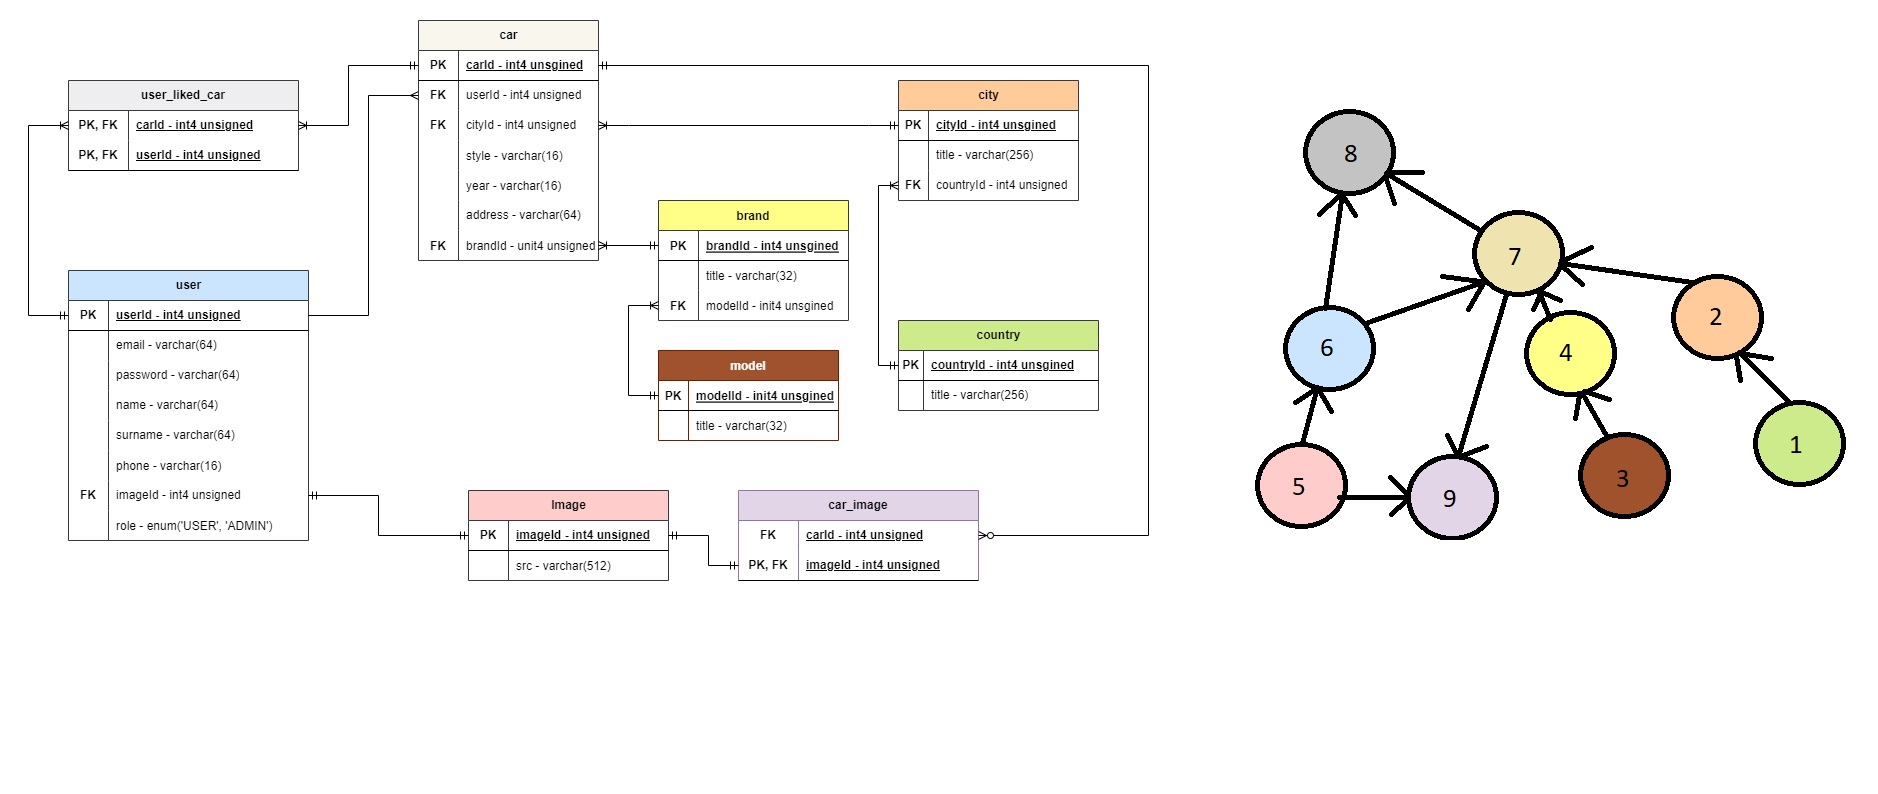 car
PK carId - int4 unsgined
FK userId - int4 unsigned
FK cityId - int4 unsigned
style - varchar(16)
year - varchar(16)
address - varchar(64)
FK brandId - unit4 unsigned
user_liked_car
PK, FK carId - int4 unsigned
PK, FK userId - int4 unsigned
city
PK cityId - int4 unsgined
title - varchar(256)
FK countryId - int4 unsigned
brand
PK brandId - int4 unsgined
title - varchar(32)
FK modelId - init4 unsgined
user
PK userId - int4 unsigned
email - varchar(64)
password - varchar(64)
name - varchar(64)
surname - varchar(64)
phone - varchar(16)
FK imageId - int4 unsigned
role - enum('USER', 'ADMIN')
model
PK modelId - init4 unsgined
title - varchar(32)
country
PK countryId - int4 unsgined
title - varchar(256)
Image
PK imageId - int4 unsigned
src - varchar(512)
car_image
FK carId - int4 unsigned
PK, FK imageId - int4 unsigned
8
7
2
6
4
1
3
5
9